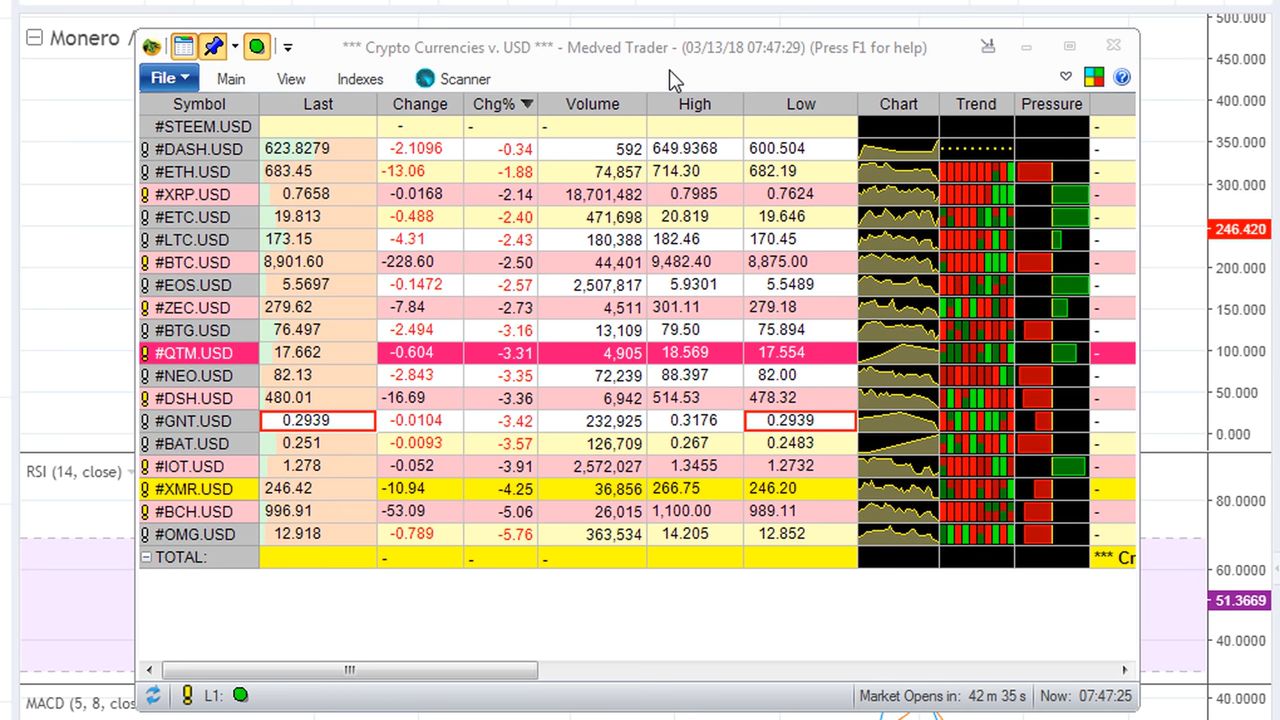 500.000
Monero /
*** Crypto Currencies v. USD *** - Medved Trader - (03/13/18 07:47:29) (Press F1 for help)
450.000
File Main View Indexes Scanner
400.000
Symbol Last Change Chg% Volume High Low Chart Trend Pressure
#STEEM.USD - - - -
350.000
#DASH.USD 623.8279 -2.1096 -0.34 592 649.9368 600.504 -
#ETH.USD 683.45 -13.06 -1.88 74,857 714.30 682.19 -
300.000
#XRP.USD 0.7658 -0.0168 -2.14 18,701,482 0.7985 0.7624 -
#ETC.USD 19.813 -0.488 -2.40 471,698 20.819 19.646 -
246.420
#LTC.USD 173.15 -4.31 -2.43 180,388 182.46 170.45 -
#BTC.USD 8,901.60 -228.60 -2.50 44,401 9,482.40 8,875.00 -
200.000
#EOS.USD 5.5697 -0.1472 -2.57 2,507,817 5.9301 5.5489 -
#ZEC.USD 279.62 -7.84 -2.73 4,511 301.11 279.18 -
150.000
#BTG.USD 76.497 -2.494 -3.16 13,109 79.50 75.894 -
#QTM.USD 17.662 -0.604 -3.31 4,905 18.569 17.554 -
100.000
#NEO.USD 82.13 -2.843 -3.35 72,239 88.397 82.00 -
#DSH.USD 480.01 -16.69 -3.36 6,942 514.53 478.32 -
50.000
#GNT.USD 0.2939 -0.0104 -3.42 232,925 0.3176 0.2939 -
0.000
#BAT.USD 0.251 -0.0093 -3.57 126,709 0.267 0.2483 -
RSI (14, close)
#IOT.USD 1.278 -0.052 -3.91 2,572,027 1.3455 1.2732 -
#XMR.USD 246.42 -10.94 -4.25 36,856 266.75 246.20 -
80.0000
#BCH.USD 996.91 -53.09 -5.06 26,015 1,100.00 989.11 -
#OMG.USD 12.918 -0.789 -5.76 363,534 14.205 12.852 -
TOTAL: - - - *** Cr
60.0000
51.3669
40.0000
L1: Market Opens in: 42 m 35 s Now: 07:47:25
MACD (5, 8, clos
40.0000